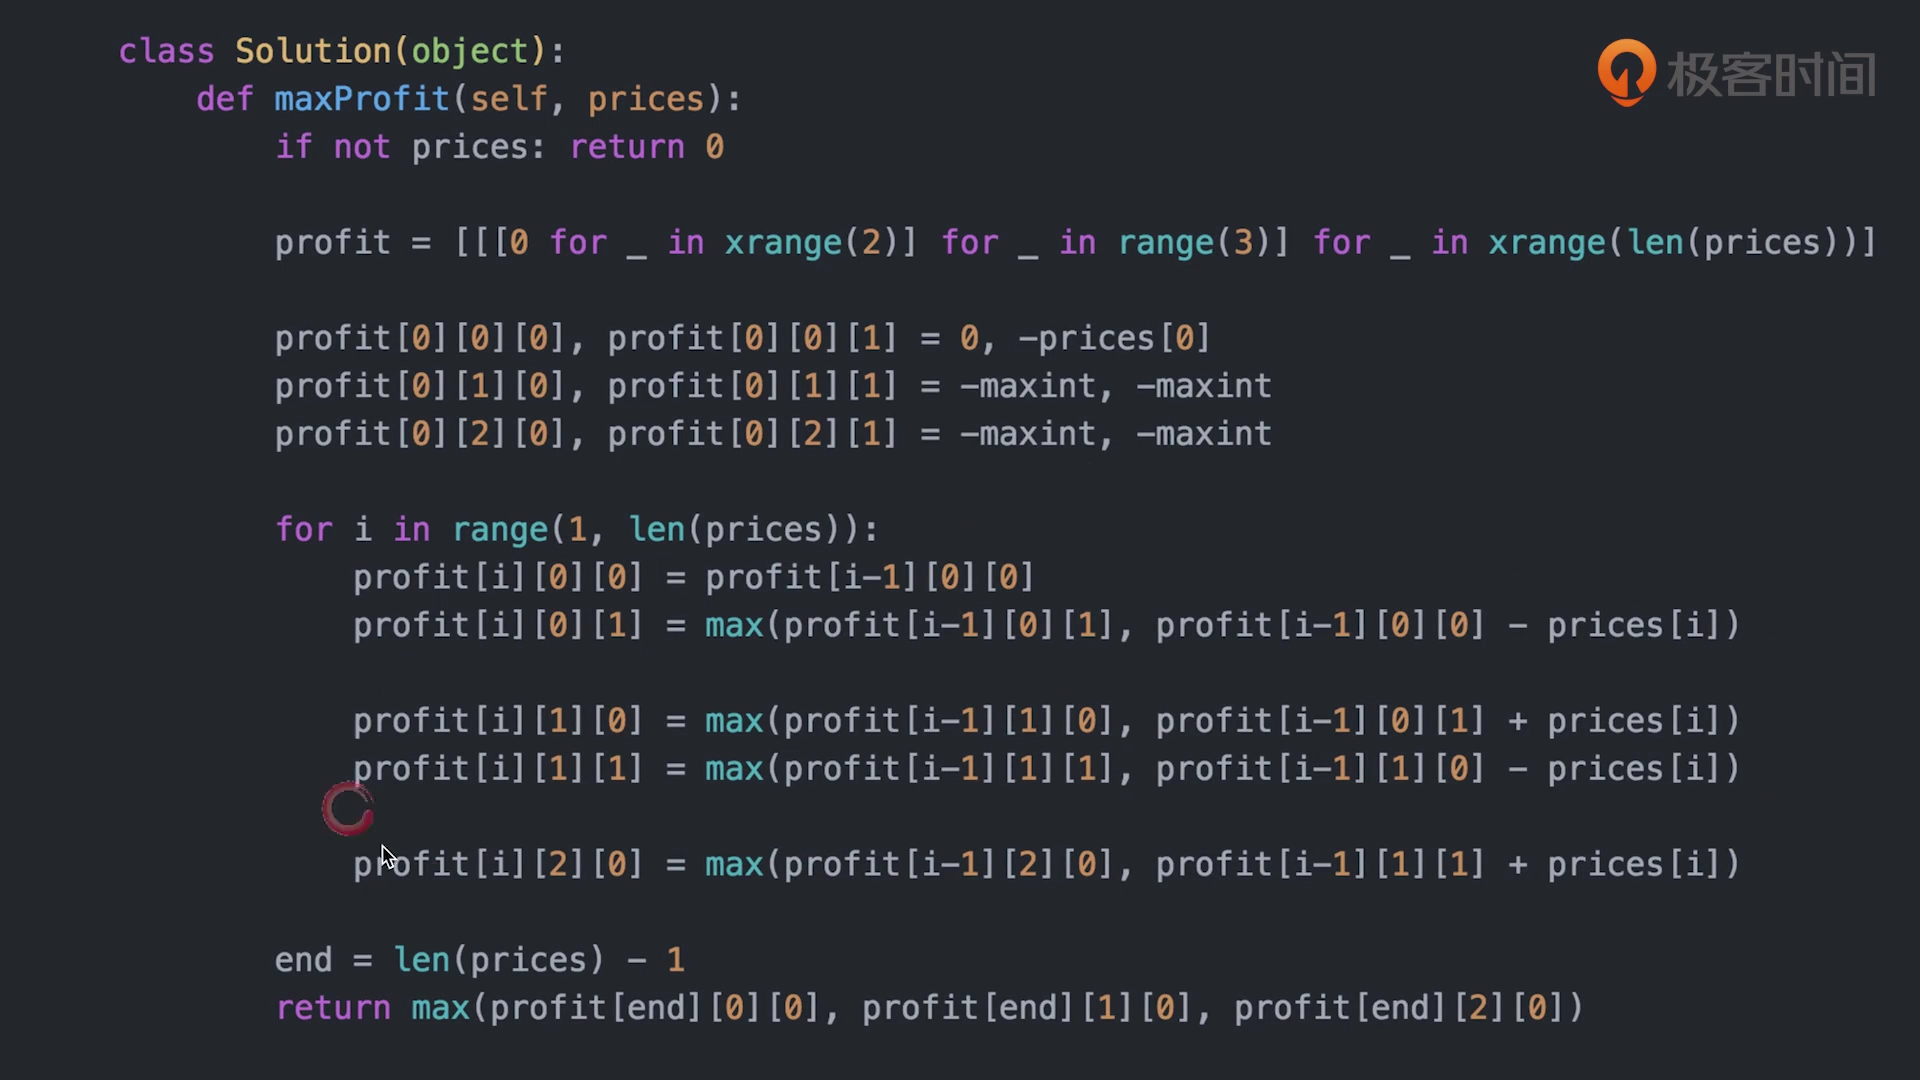 class Solution(object):
    def maxProfit(self, prices):
        if not prices: return 0
        profit = [[[0 for _ in xrange(2)] for _ in range(3)] for _ in xrange(len(prices))]
        profit[0][0][0], profit[0][0][1] = 0, -prices[0]
        profit[0][1][0], profit[0][1][1] = -maxint, -maxint
        profit[0][2][0], profit[0][2][1] = -maxint, -maxint
        for i in range(1, len(prices)):
            profit[i][0][0] = profit[i-1][0][0]
            profit[i][0][1] = max(profit[i-1][0][1], profit[i-1][0][0] - prices[i])
            profit[i][1][0] = max(profit[i-1][1][0], profit[i-1][0][1] + prices[i])
            profit[i][1][1] = max(profit[i-1][1][1], profit[i-1][1][0] - prices[i])
            profit[i][2][0] = max(profit[i-1][2][0], profit[i-1][1][1] + prices[i])
        end = len(prices) - 1
        return max(profit[end][0][0], profit[end][1][0], profit[end][2][0])
极客时间